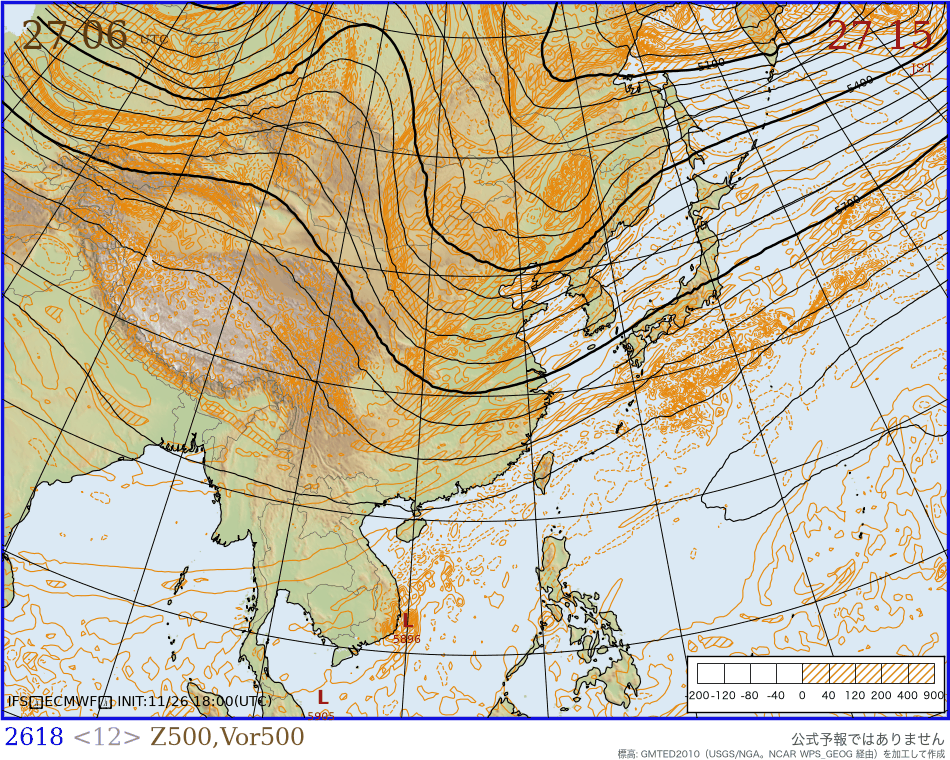 27 06 UTC
27 15
JST
5100
5400
5700
L
5896
L
5895
IFS□ECMWF□ INIT:11/26 18:00(UTC)
-200 -120 -80 -40 0 40 120 200 400 900
2618 <12> Z500,Vor500
公式予報ではありません
標高: GMTED2010（USGS/NGA。NCAR WPS_GEOG 経由）を加工して作成